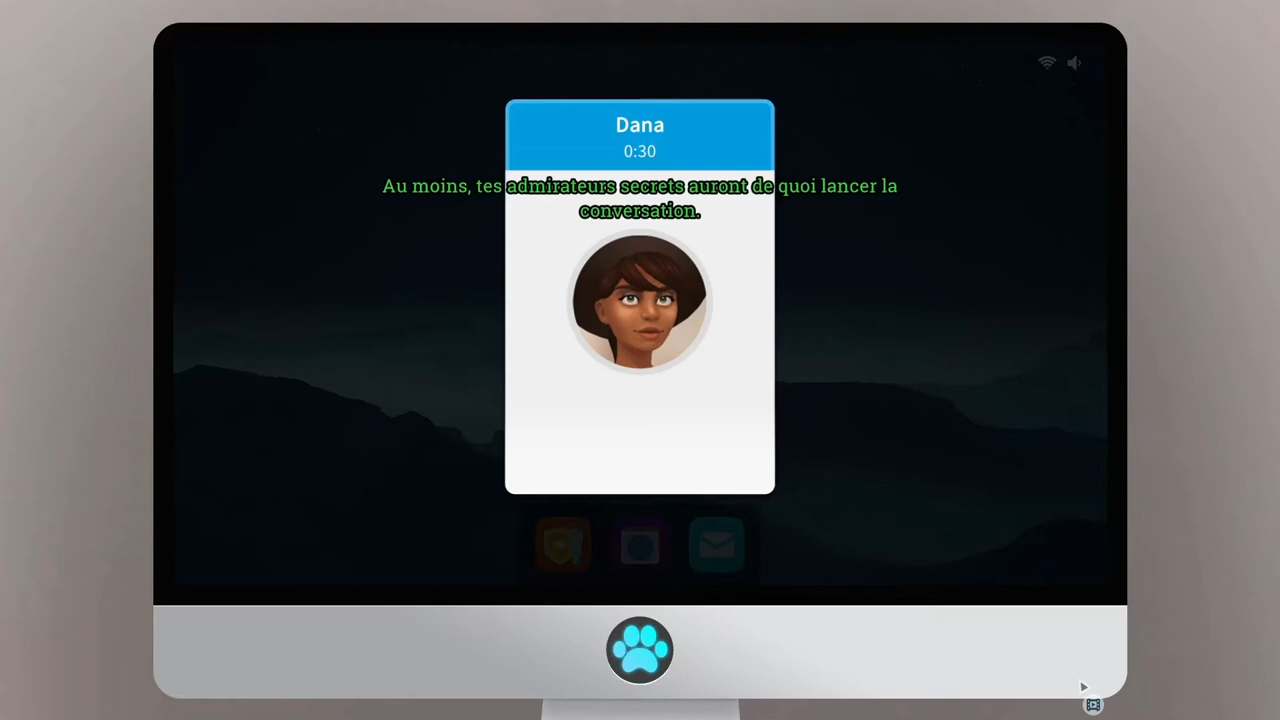 Dana
0:30
Au moins, tes admirateurs secrets auront de quoi lancer la
conversation.